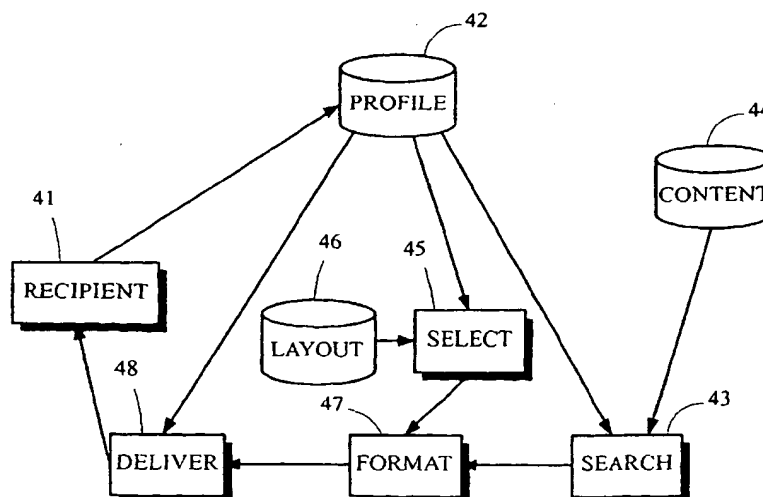 42
PROFILE
44
CONTENT
41
RECIPIENT
46
LAYOUT
45
SELECT
48
DELIVER
47
FORMAT
43
SEARCH